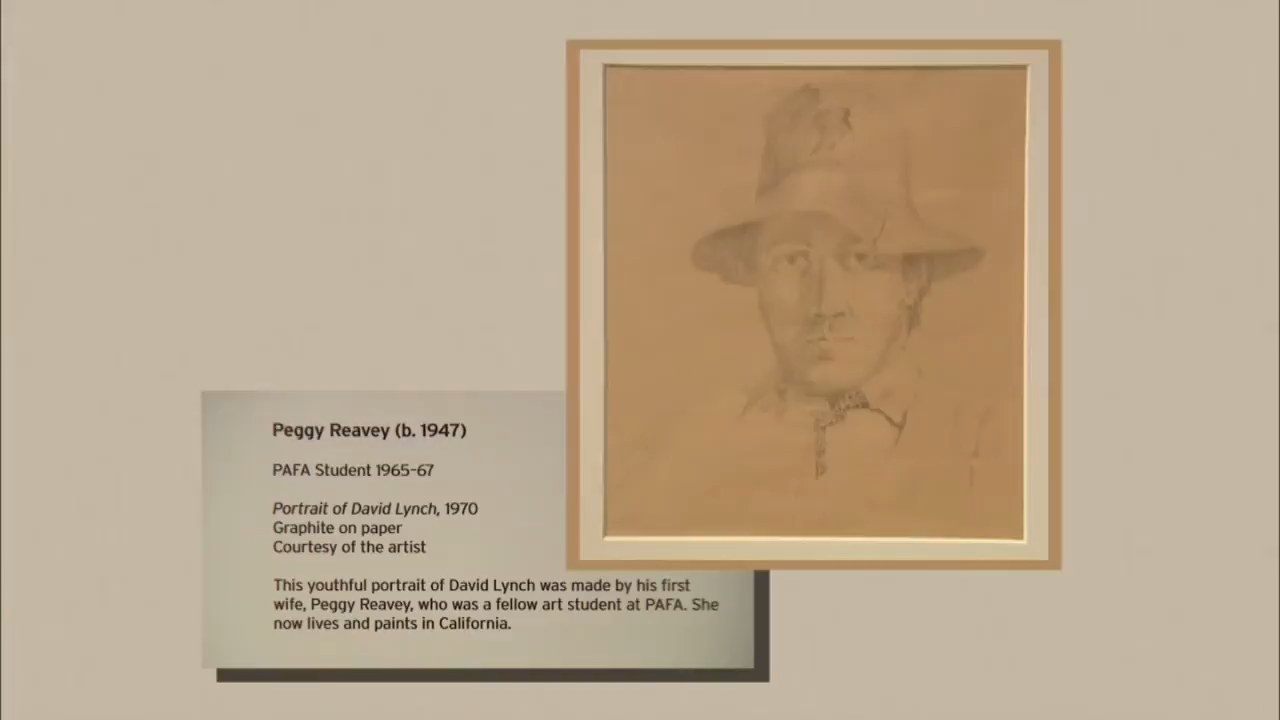 Peggy Reavey (b. 1947)
PAFA Student 1965-67
Portrait of David Lynch, 1970
Graphite on paper
Courtesy of the artist
This youthful portrait of David Lynch was made by his first
wife, Peggy Reavey, who was a fellow art student at PAFA. She
now lives and paints in California.